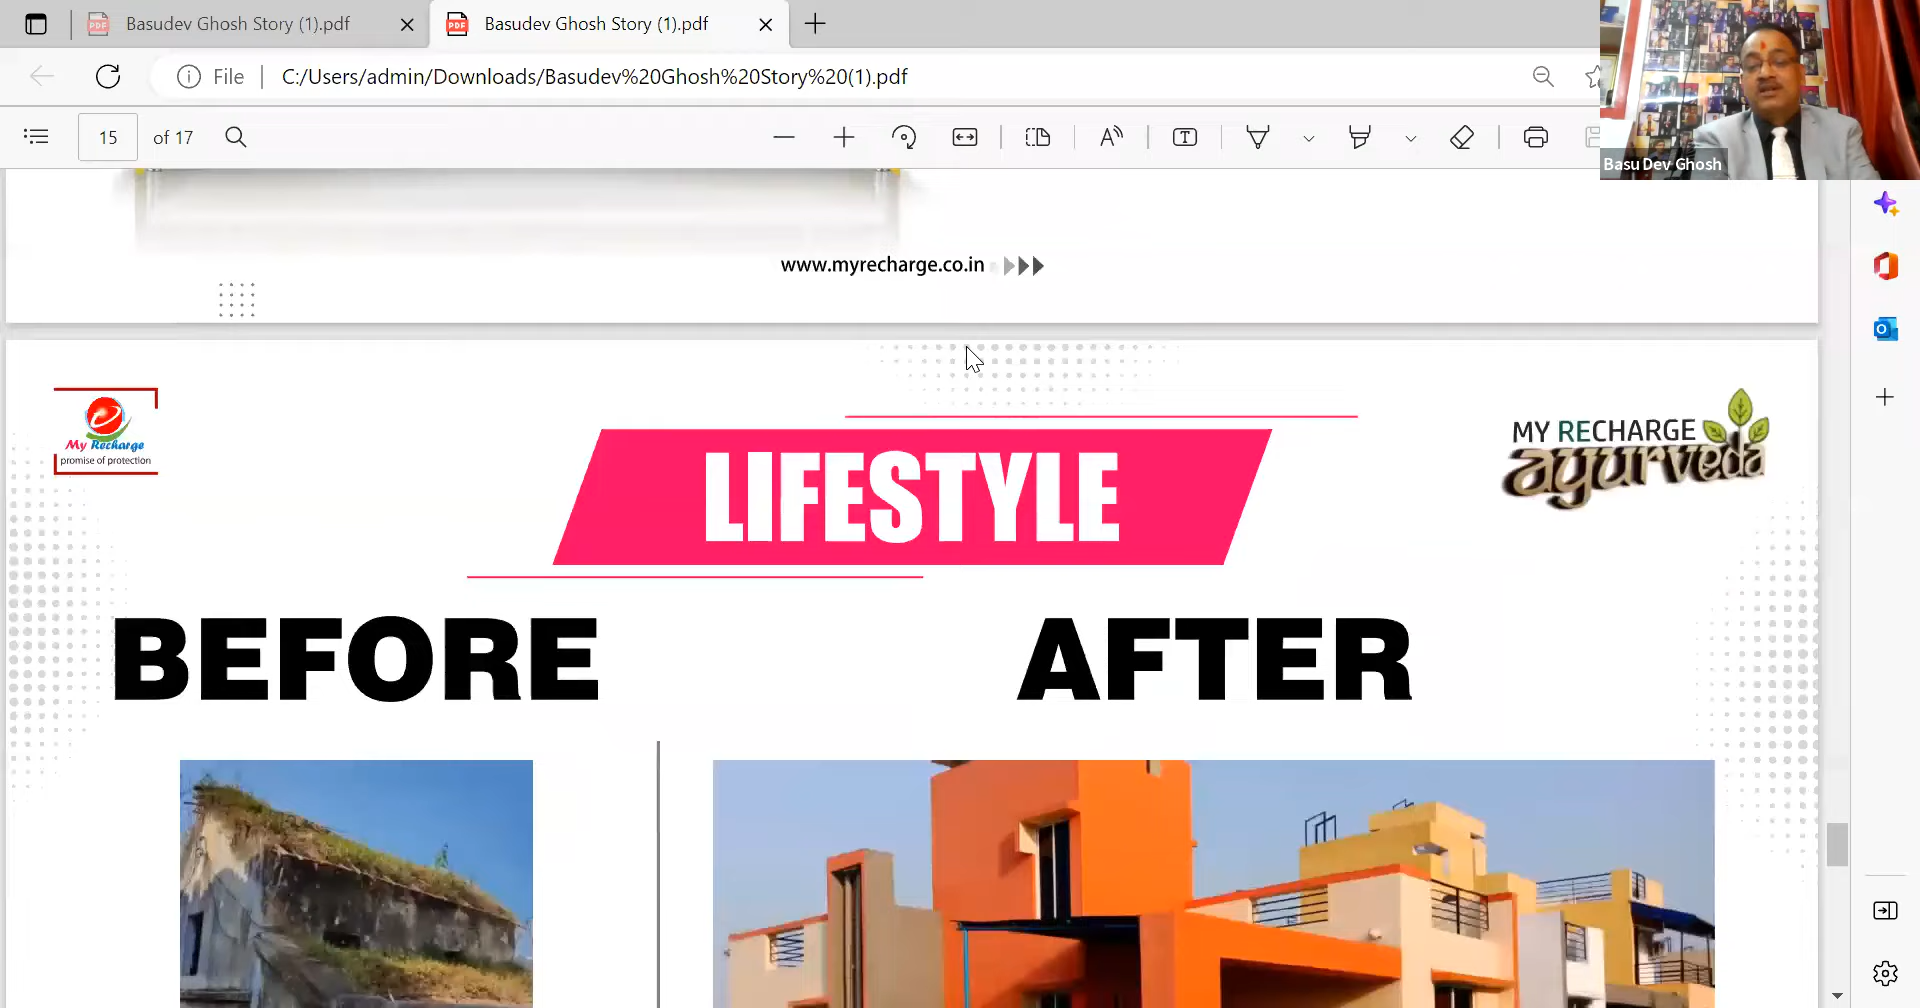 Basudev Ghosh Story (1).pdf
Basudev Ghosh Story (1).pdf
File
C:/Users/admin/Downloads/Basudev%20Ghosh%20Story%20(1).pdf
15 of 17
Basu Dev Ghosh
www.myrecharge.co.in
My Recharge
promise of protection
LIFESTYLE
MY RECHARGE
ayurveda
BEFORE
AFTER